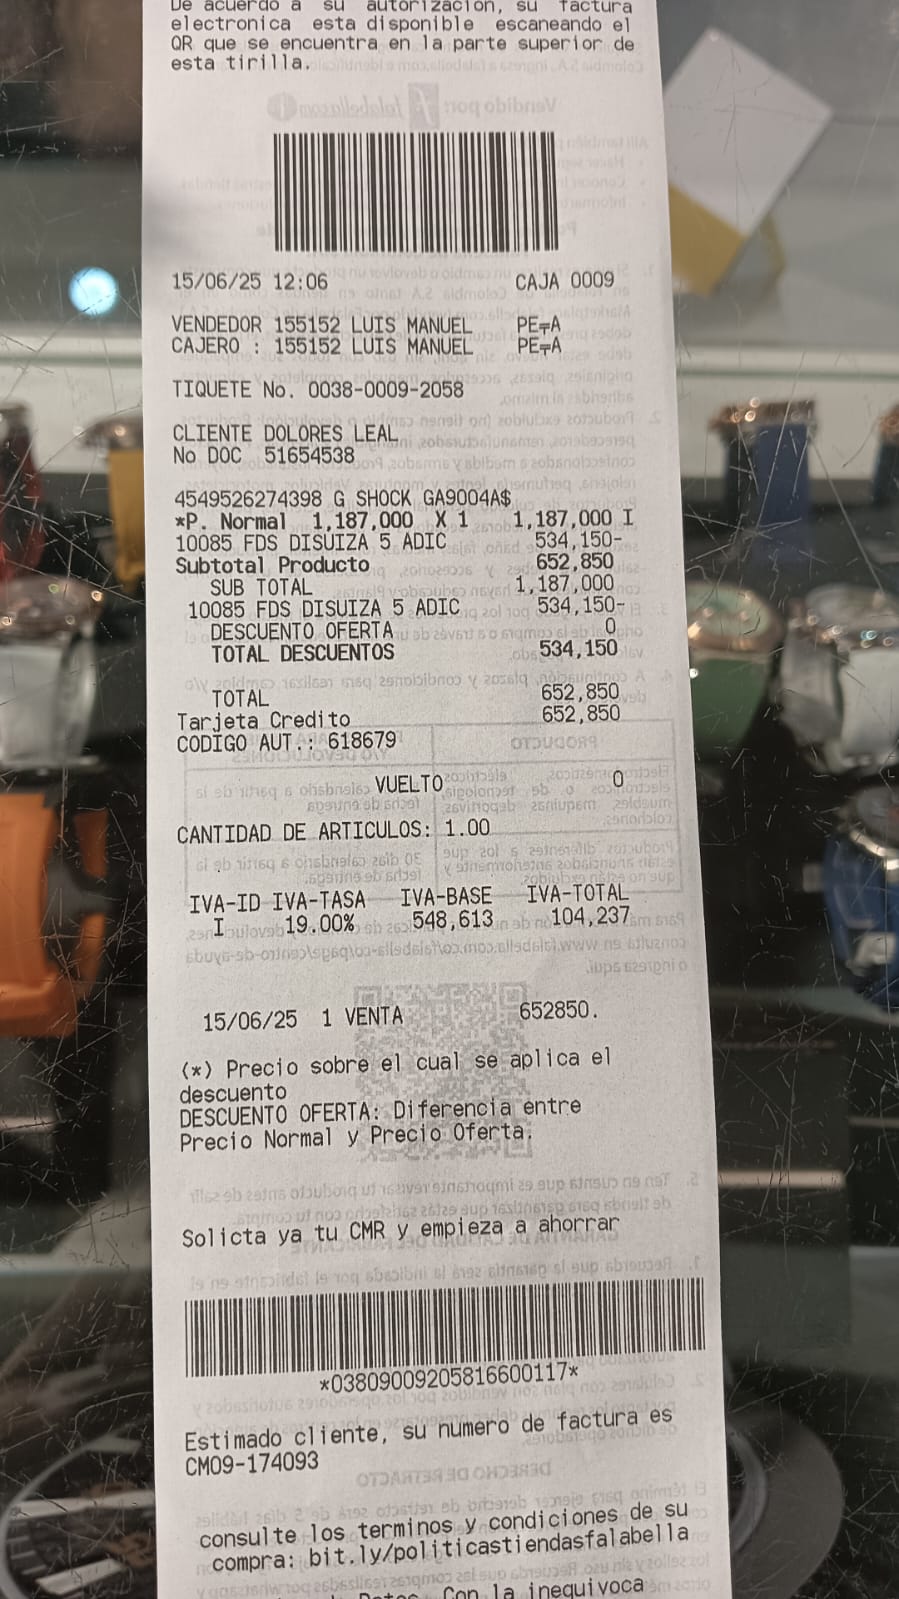 De acuerdo a su autorizacion, su factura
electronica esta disponible escaneando el
QR que se encuentra en la parte superior de
esta tirilla.
15/06/25 12:06 CAJA 0009
VENDEDOR 155152 LUIS MANUEL PE╤A
CAJERO : 155152 LUIS MANUEL PE╤A
TIQUETE No. 0038-0009-2058
CLIENTE DOLORES LEAL
No DOC 51654538
4549526274398 G SHOCK GA9004A$
*P. Normal 1,187,000 X 1 1,187,000 I
10085 FDS DISUIZA 5 ADIC 534,150-
Subtotal Producto 652,850
SUB TOTAL 1,187,000
10085 FDS DISUIZA 5 ADIC 534,150-
DESCUENTO OFERTA 0
TOTAL DESCUENTOS 534,150
TOTAL 652,850
Tarjeta Credito 652,850
CODIGO AUT.: 618679
VUELTO 0
CANTIDAD DE ARTICULOS: 1.00
IVA-ID IVA-TASA IVA-BASE IVA-TOTAL
I 19.00% 548,613 104,237
15/06/25 1 VENTA 652850.
(*) Precio sobre el cual se aplica el
descuento
DESCUENTO OFERTA: Diferencia entre
Precio Normal y Precio Oferta.
Solicta ya tu CMR y empieza a ahorrar
*03809009205816600117*
Estimado cliente, su numero de factura es
CM09-174093
consulte los terminos y condiciones de su
compra: bit.ly/politicastiendasfalabella
Con la inequivoca